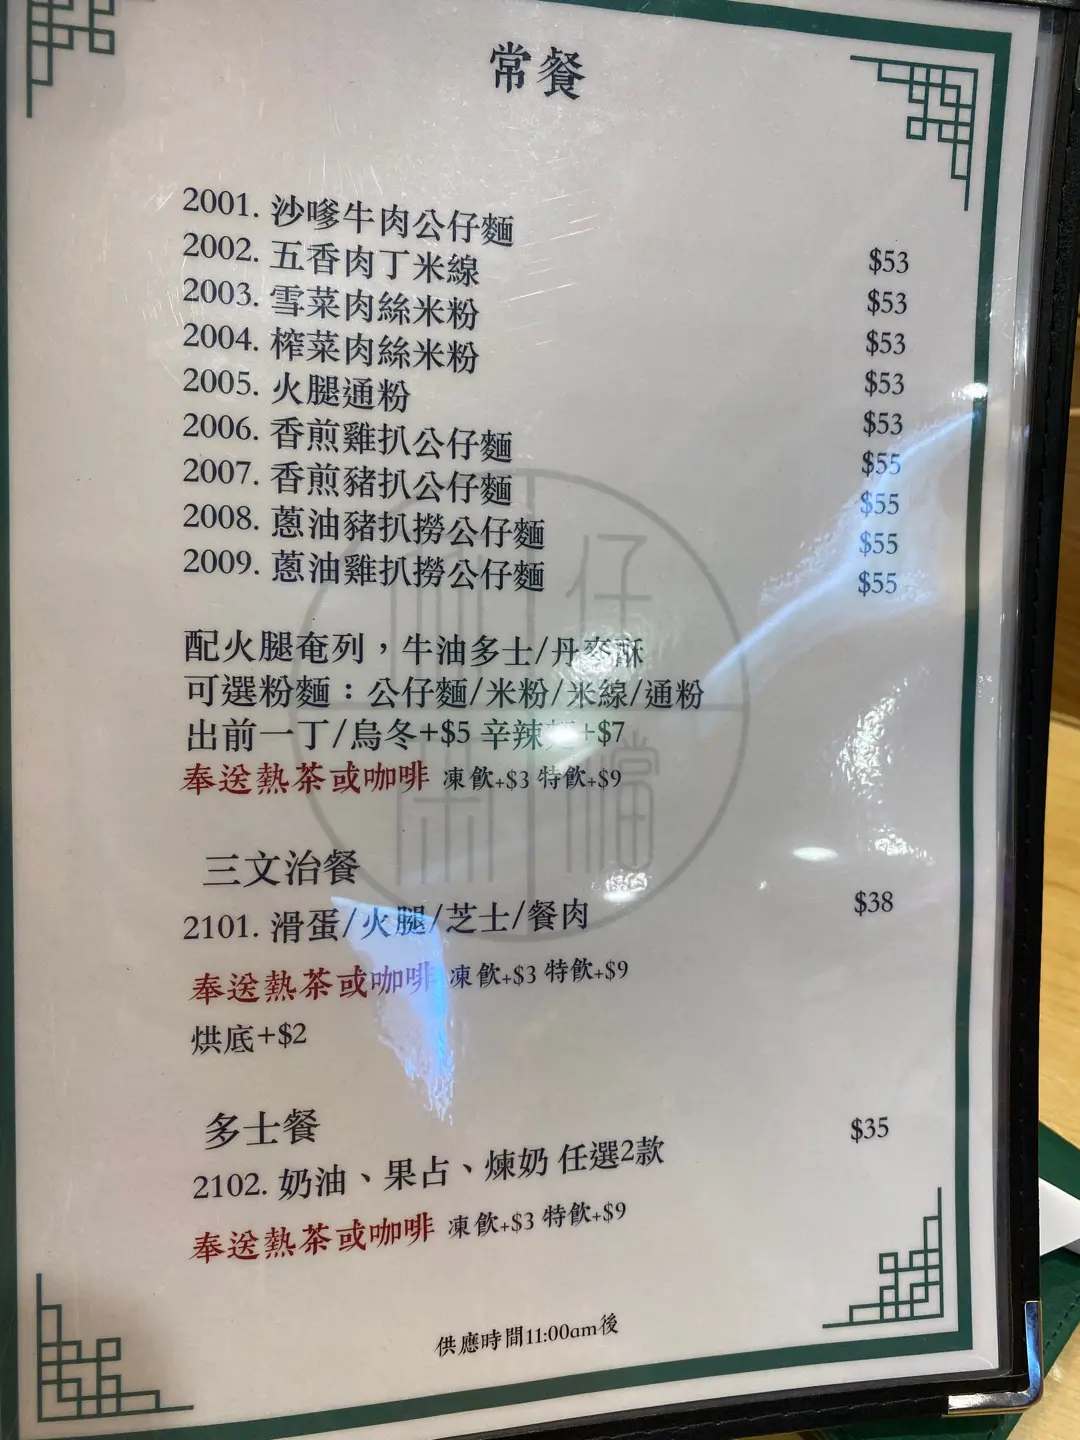 常餐
2001. 沙嗲牛肉公仔麵 $53
2002. 五香肉丁米線 $53
2003. 雪菜肉絲米粉 $53
2004. 榨菜肉絲米粉 $53
2005. 火腿通粉 $53
2006. 香煎雞扒公仔麵 $55
2007. 香煎豬扒公仔麵 $55
2008. 蔥油豬扒撈公仔麵 $55
2009. 蔥油雞扒撈公仔麵 $55
配火腿奄列，牛油多士/丹麥酥
可選粉麵：公仔麵/米粉/米線/通粉
出前一丁/烏冬+$5 辛辣麵+$7
奉送熱茶或咖啡 凍飲+$3 特飲+$9
三文治餐
2101. 滑蛋/火腿/芝士/餐肉 $38
奉送熱茶或咖啡 凍飲+$3 特飲+$9
烘底+$2
多士餐
2102. 奶油、果占、煉奶 任選2款 $35
奉送熱茶或咖啡 凍飲+$3 特飲+$9
供應時間11:00am後